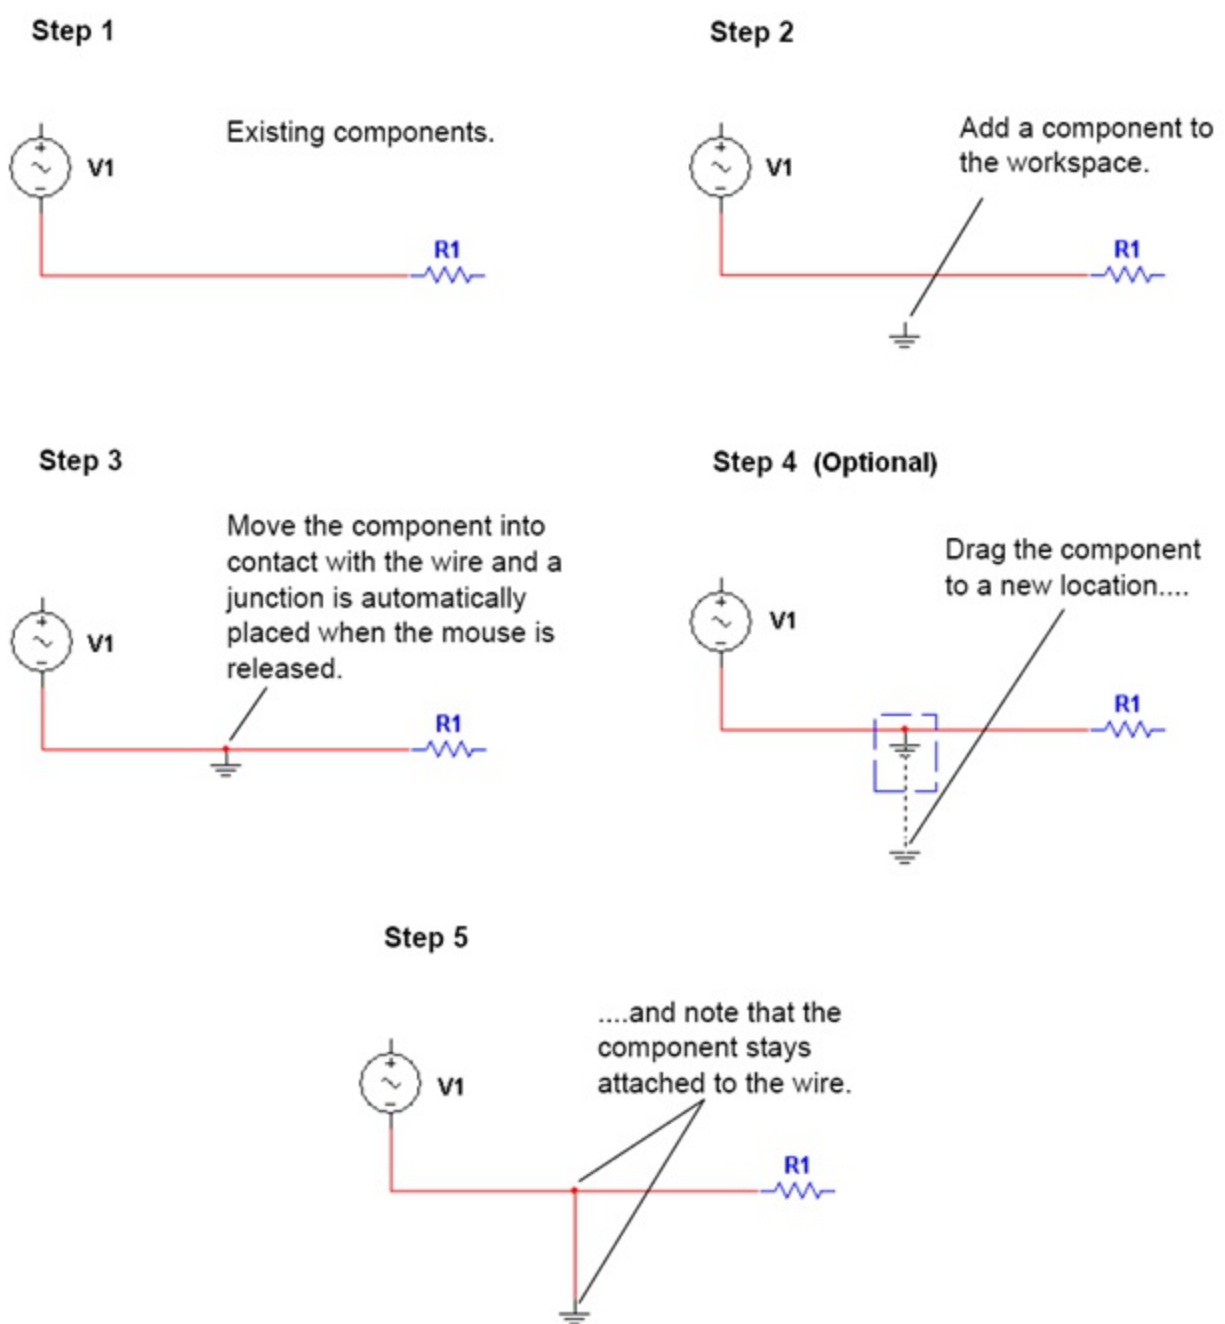 Step 1
Existing components.
V1
R1
Step 2
Add a component to
the workspace.
V1
R1
Step 3
Move the component into
contact with the wire and a
junction is automatically
placed when the mouse is
released.
V1
R1
Step 4 (Optional)
Drag the component
to a new location....
V1
R1
Step 5
....and note that the
component stays
attached to the wire.
V1
R1